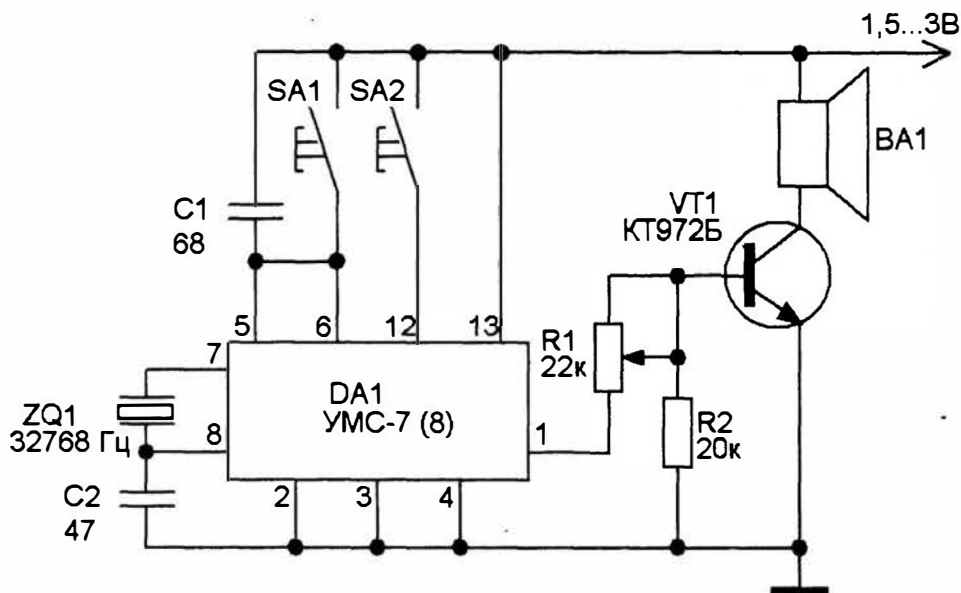 1,5...3В
SA1
SA2
BA1
C1
68
VT1
КТ972Б
5
6
12
13
R1
22к
7
DA1
УМС-7 (8)
ZQ1
32768 Гц
8
1
R2
20к
C2
47
2
3
4